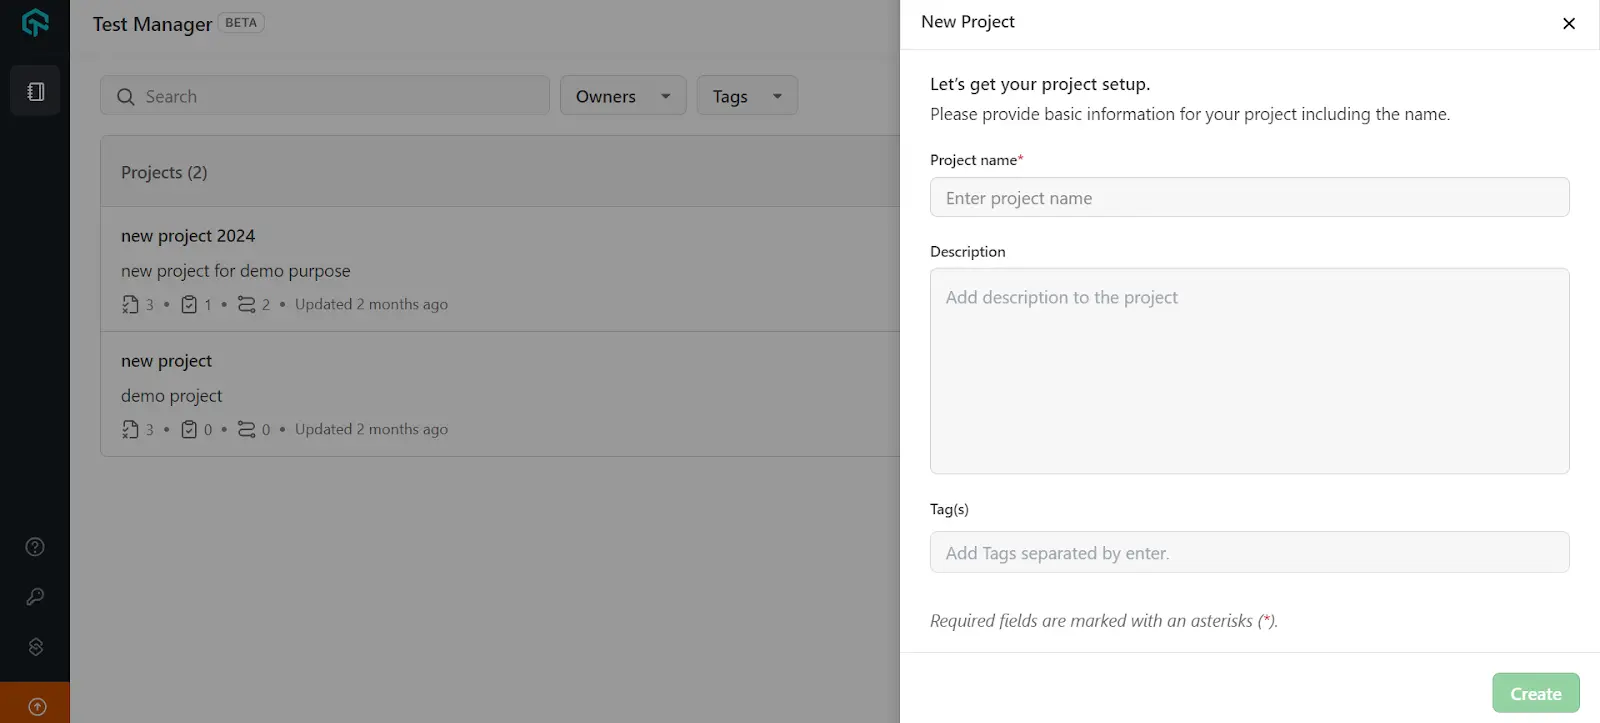 Test Manager BETA
Search
Owners
Tags
Projects (2)
new project 2024
new project for demo purpose
3 • 1 • 2 • Updated 2 months ago
new project
demo project
3 • 0 • 0 • Updated 2 months ago
New Project
Let’s get your project setup.
Please provide basic information for your project including the name.
Project name*
Enter project name
Description
Add description to the project
Tag(s)
Add Tags separated by enter.
Required fields are marked with an asterisks (*).
Create